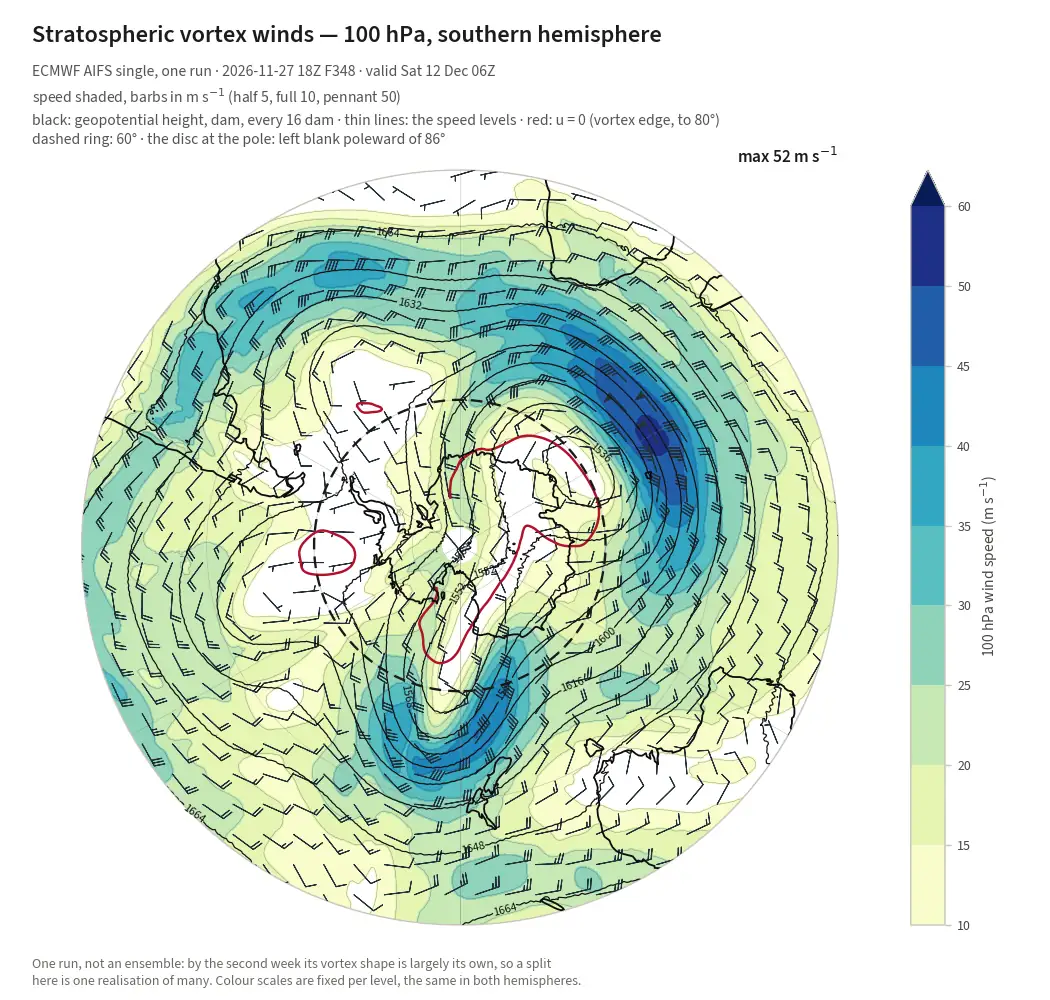 Stratospheric vortex winds — 100 hPa, southern hemisphere
ECMWF AIFS single, one run · 2026-11-27 18Z F348 · valid Sat 12 Dec 06Z
speed shaded, barbs in m s⁻¹ (half 5, full 10, pennant 50)
black: geopotential height, dam, every 16 dam · thin lines: the speed levels · red: u = 0 (vortex edge, to 80°)
dashed ring: 60° · the disc at the pole: left blank poleward of 86°
max 52 m s⁻¹
60
50
45
40
35
30
25
20
15
10
100 hPa wind speed (m s⁻¹)
1664
1632
1536
1552
1552
1600
1616
1568
1664
1648
1664
One run, not an ensemble: by the second week its vortex shape is largely its own, so a split
here is one realisation of many. Colour scales are fixed per level, the same in both hemispheres.